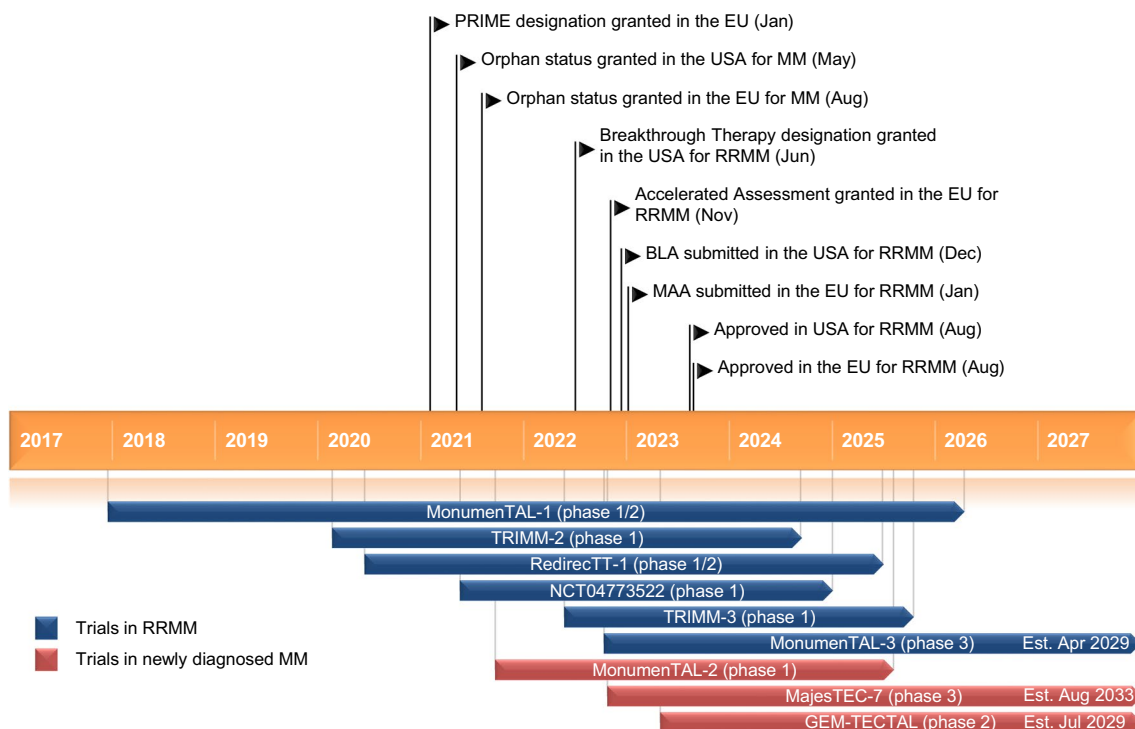 PRIME designation granted in the EU (Jan)
Orphan status granted in the USA for MM (May)
Orphan status granted in the EU for MM (Aug)
Breakthrough Therapy designation granted
in the USA for RRMM (Jun)
Accelerated Assessment granted in the EU for
RRMM (Nov)
BLA submitted in the USA for RRMM (Dec)
MAA submitted in the EU for RRMM (Jan)
Approved in USA for RRMM (Aug)
Approved in the EU for RRMM (Aug)
2017 2018 2019 2020 2021 2022 2023 2024 2025 2026 2027
MonumenTAL-1 (phase 1/2)
TRIMM-2 (phase 1)
RedirecTT-1 (phase 1/2)
NCT04773522 (phase 1)
TRIMM-3 (phase 1)
MonumenTAL-3 (phase 3) Est. Apr 2029
MonumenTAL-2 (phase 1)
MajesTEC-7 (phase 3) Est. Aug 2033
GEM-TECTAL (phase 2) Est. Jul 2029
Trials in RRMM
Trials in newly diagnosed MM